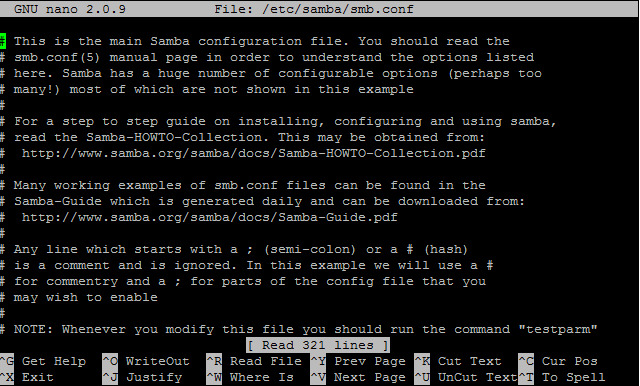 GNU nano 2.0.9 File: /etc/samba/smb.conf
# This is the main Samba configuration file. You should read the
# smb.conf(5) manual page in order to understand the options listed
# here. Samba has a huge number of configurable options (perhaps too
# many!) most of which are not shown in this example
#
# For a step to step guide on installing, configuring and using samba,
# read the Samba-HOWTO-Collection. This may be obtained from:
#  http://www.samba.org/samba/docs/Samba-HOWTO-Collection.pdf
#
# Many working examples of smb.conf files can be found in the
# Samba-Guide which is generated daily and can be downloaded from:
#  http://www.samba.org/samba/docs/Samba-Guide.pdf
#
# Any line which starts with a ; (semi-colon) or a # (hash)
# is a comment and is ignored. In this example we will use a #
# for commentry and a ; for parts of the config file that you
# may wish to enable
#
# NOTE: Whenever you modify this file you should run the command "testparm"
[ Read 321 lines ]
^G Get Help ^O WriteOut ^R Read File ^Y Prev Page ^K Cut Text ^C Cur Pos
^X Exit ^J Justify ^W Where Is ^V Next Page ^U UnCut Text ^T To Spell